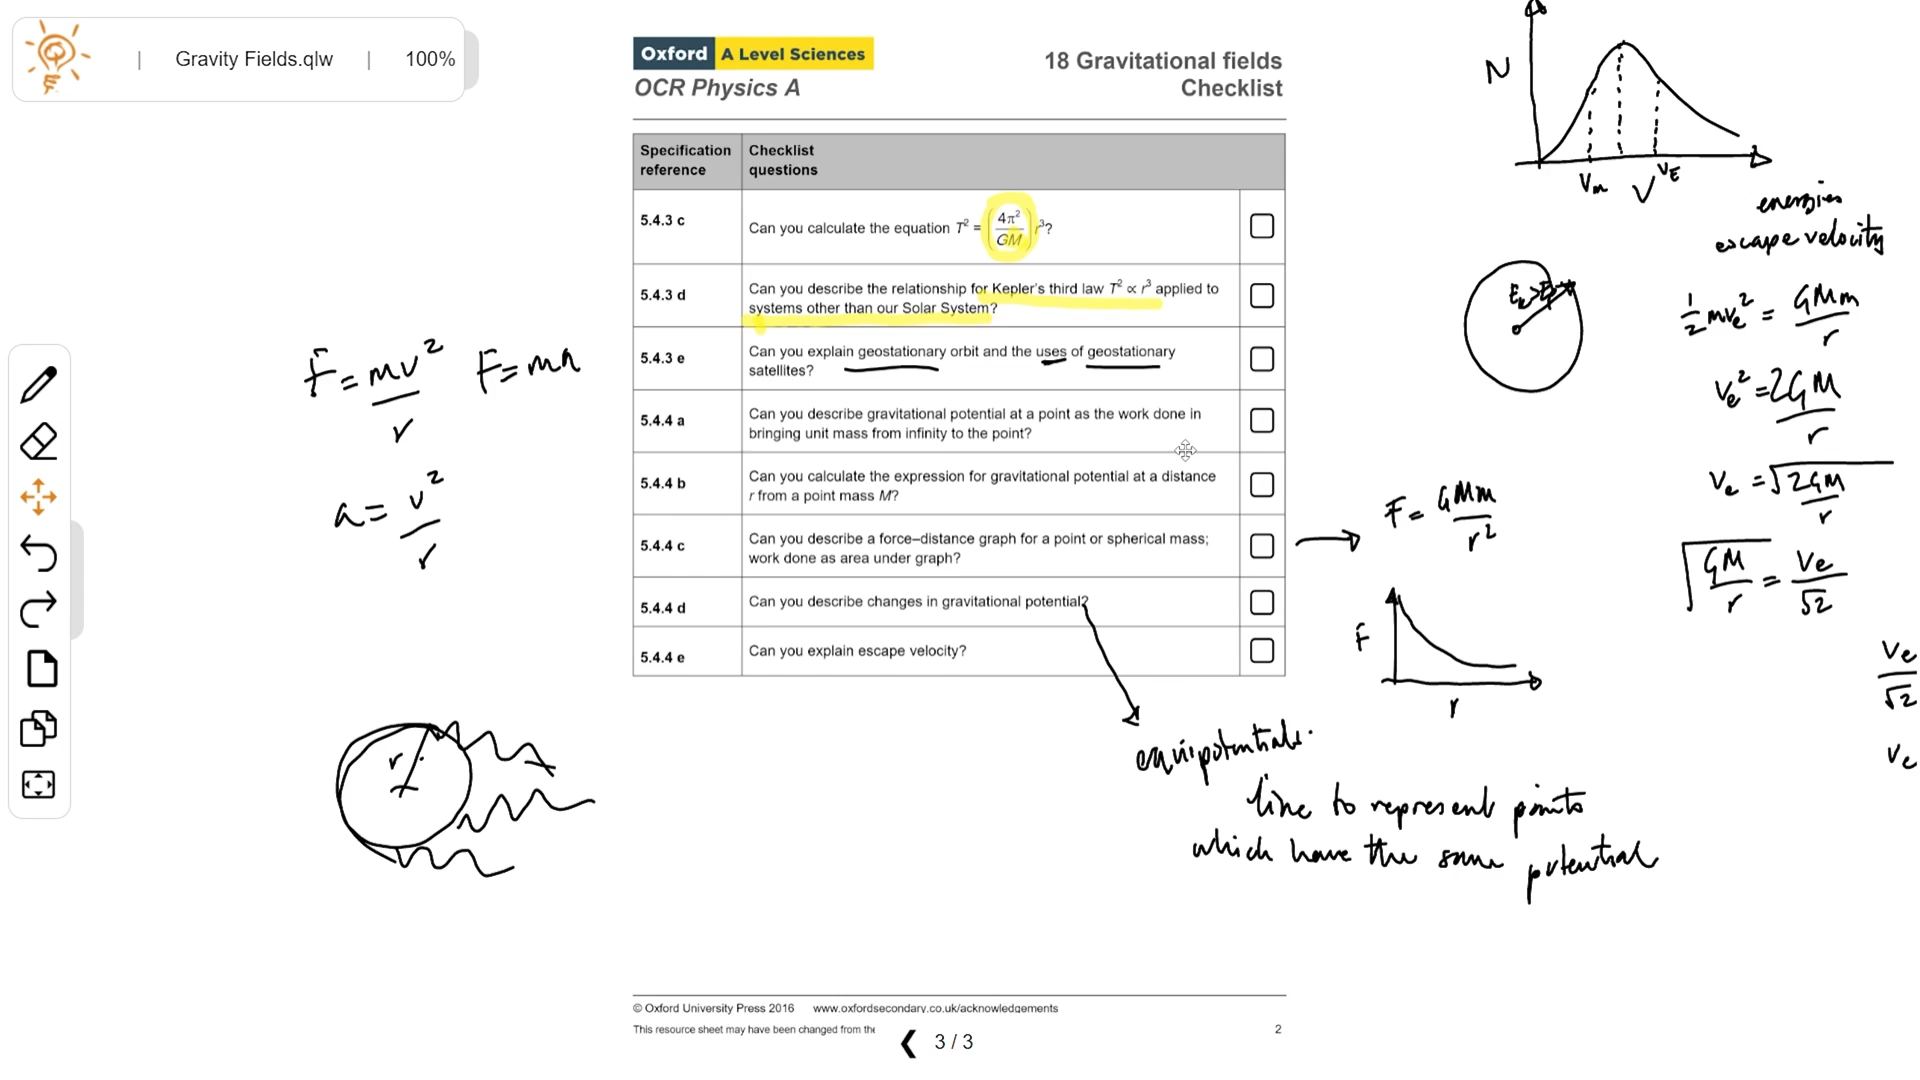 Gravity Fields.qlw | 100%
Oxford A Level Sciences
OCR Physics A
18 Gravitational fields
Checklist
Specification reference
Checklist questions
5.4.3 c
Can you calculate the equation T² = (4π²/GM) r³?
5.4.3 d
Can you describe the relationship for Kepler's third law T² ∝ r³ applied to
systems other than our Solar System?
5.4.3 e
Can you explain geostationary orbit and the uses of geostationary
satellites?
5.4.4 a
Can you describe gravitational potential at a point as the work done in
bringing unit mass from infinity to the point?
5.4.4 b
Can you calculate the expression for gravitational potential at a distance
r from a point mass M?
5.4.4 c
Can you describe a force–distance graph for a point or spherical mass;
work done as area under graph?
5.4.4 d
Can you describe changes in gravitational potential?
5.4.4 e
Can you explain escape velocity?
F = mv²/r F = ma
a = v²/r
r
N
Vm V VE
energies
escape velocity
½mve² = GMm/r
ve² = 2GM/r
ve = √(2GM/r)
√(GM/r) = ve/√2
ve/√2
F = GMm/r²
F
r
equipotentials.
line to represent points
which have the same potential
© Oxford University Press 2016 www.oxfordsecondary.co.uk/acknowledgements
This resource sheet may have been changed from the
2
3 / 3